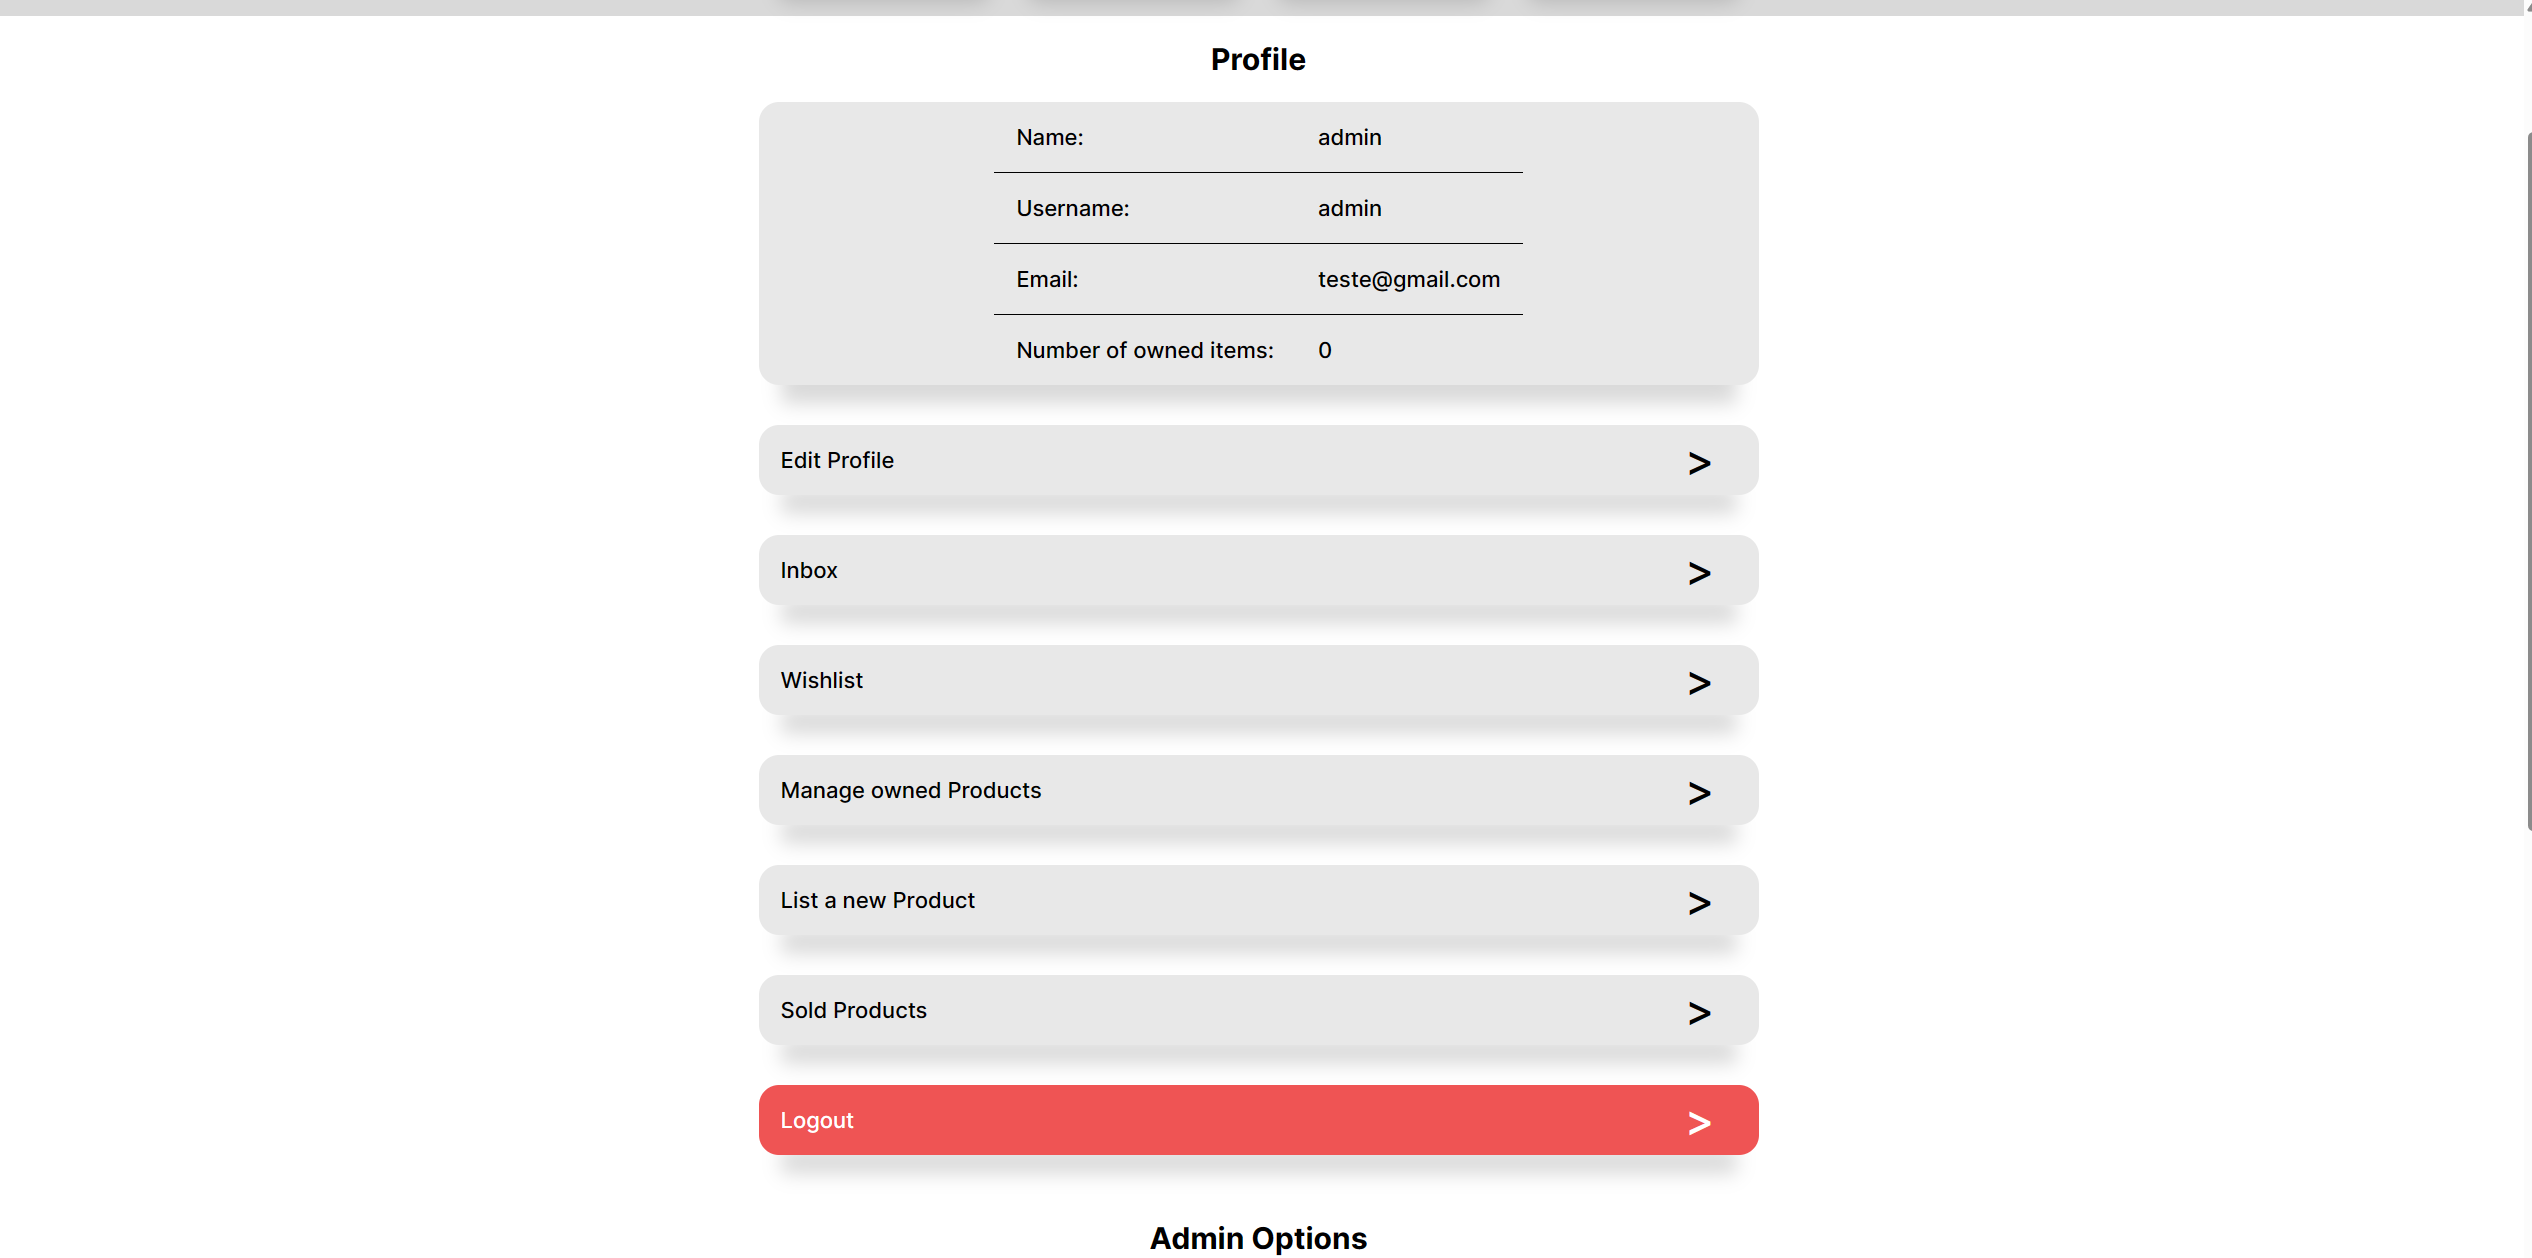 Profile
Name: admin
Username: admin
Email: teste@gmail.com
Number of owned items: 0
Edit Profile >
Inbox >
Wishlist >
Manage owned Products >
List a new Product >
Sold Products >
Logout >
Admin Options